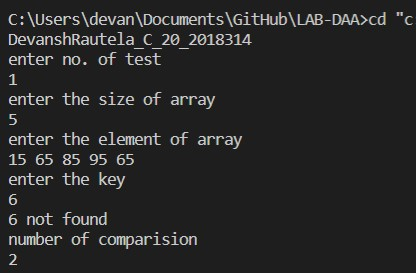 C:\Users\devan\Documents\GitHub\LAB-DAA>cd "c
DevanshRautela_C_20_2018314
enter no. of test
1
enter the size of array
5
enter the element of array
15 65 85 95 65
enter the key
6
6 not found
number of comparision
2